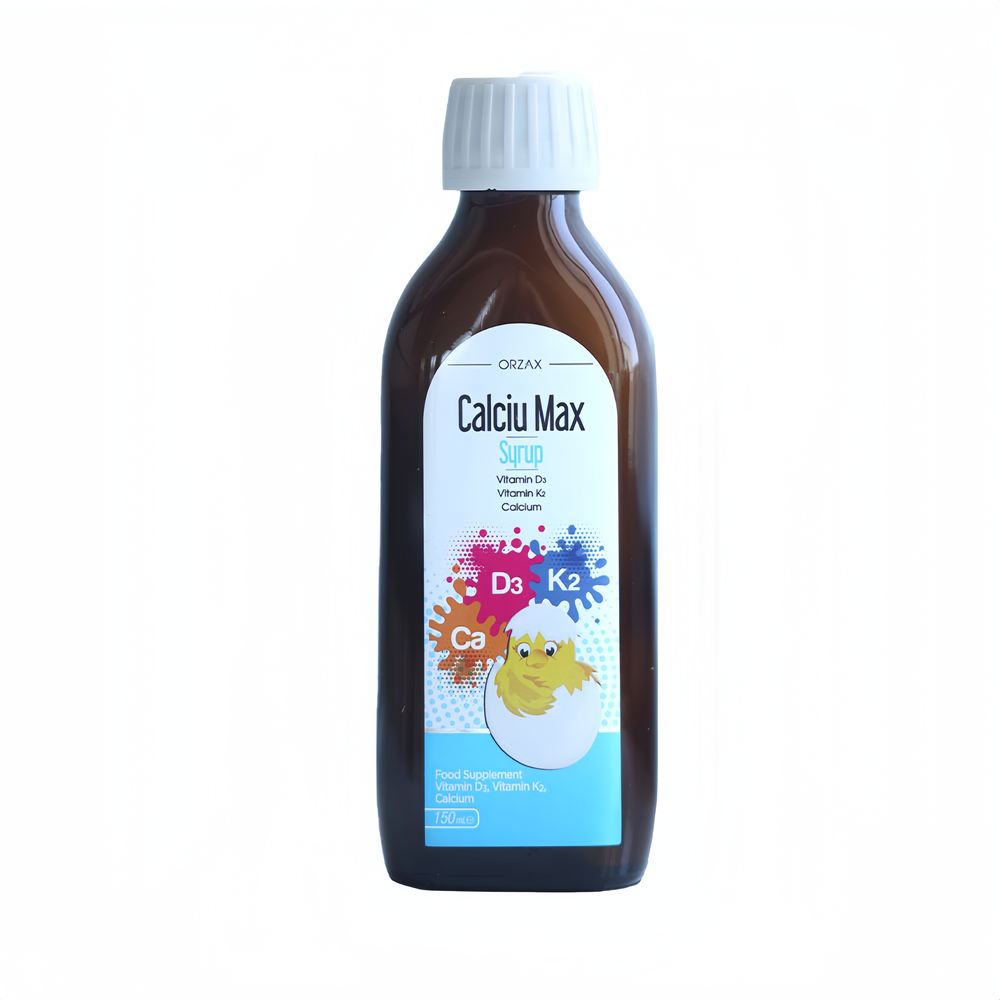 ORZAX
Calciu Max
Syrup
Vitamin D3
Vitamin K2
Calcium
D3
K2
Ca
Food Supplement
Vitamin D3, Vitamin K2,
Calcium
150 mL℮